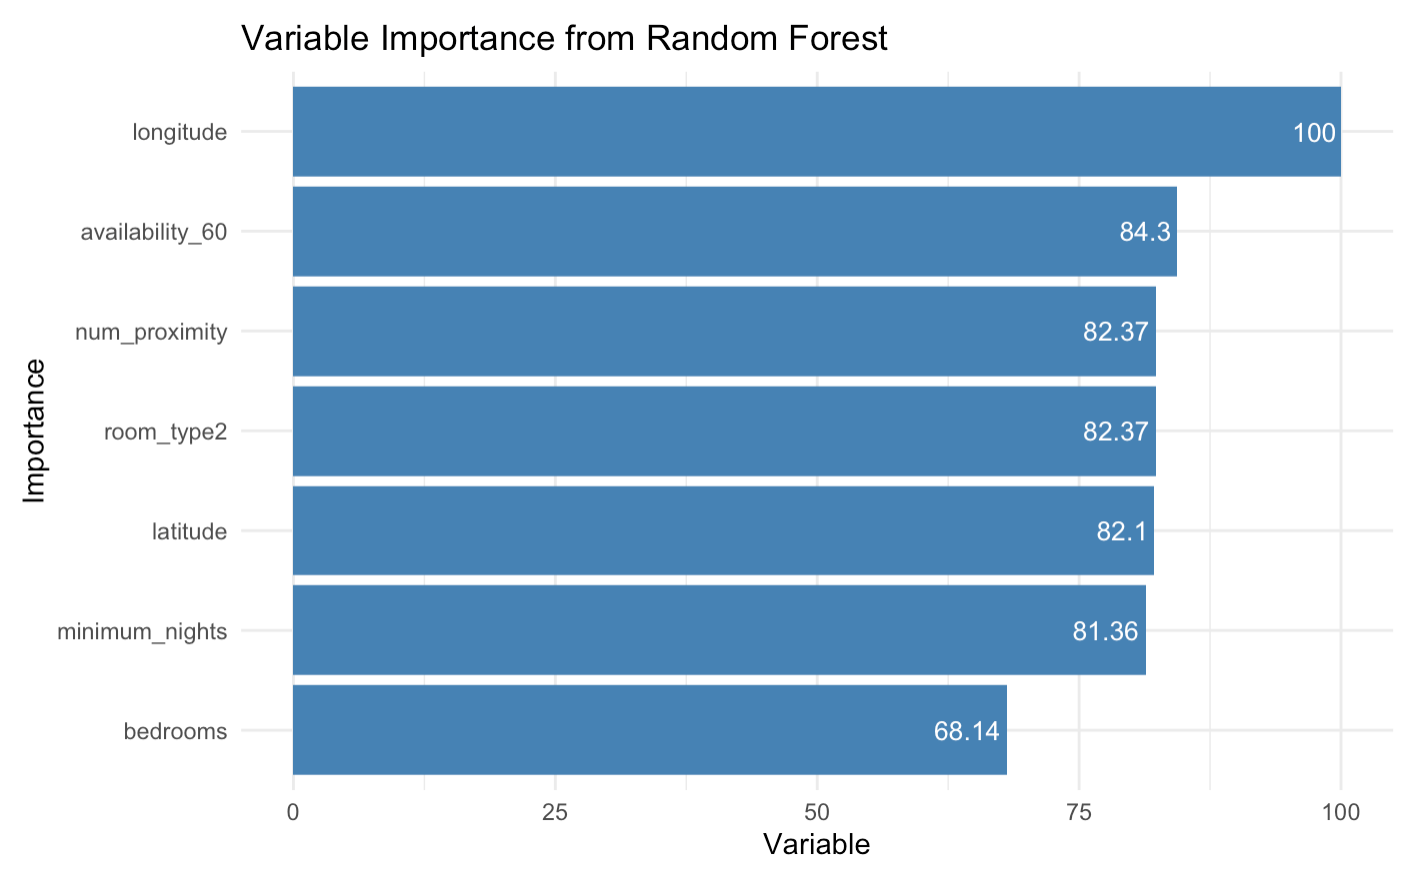 Variable Importance from Random Forest
longitude
100
availability_60
84.3
num_proximity
82.37
room_type2
82.37
latitude
82.1
minimum_nights
81.36
bedrooms
68.14
Importance
0 25 50 75 100
Variable